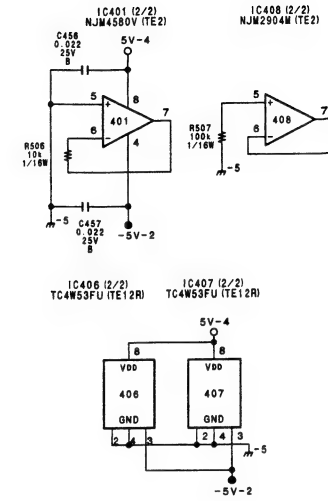 IC401 (2/2)
NJM4580V (TE2)
IC408 (2/2)
NJM2904M (TE2)
5V-4
C456
0.022
25V
B
8
5
+
401
7
6
-
4
R506
10k
1/16W
-5
C457
0.022
25V
B
-5V-2
5
+
408
7
6
-
R507
100k
1/16W
-5
IC406 (2/2)
TC4W53FU (TE12R)
IC407 (2/2)
TC4W53FU (TE12R)
5V-4
8
8
VDD
VDD
406
407
GND
GND
2
4
3
2
4
3
-5
-5V-2